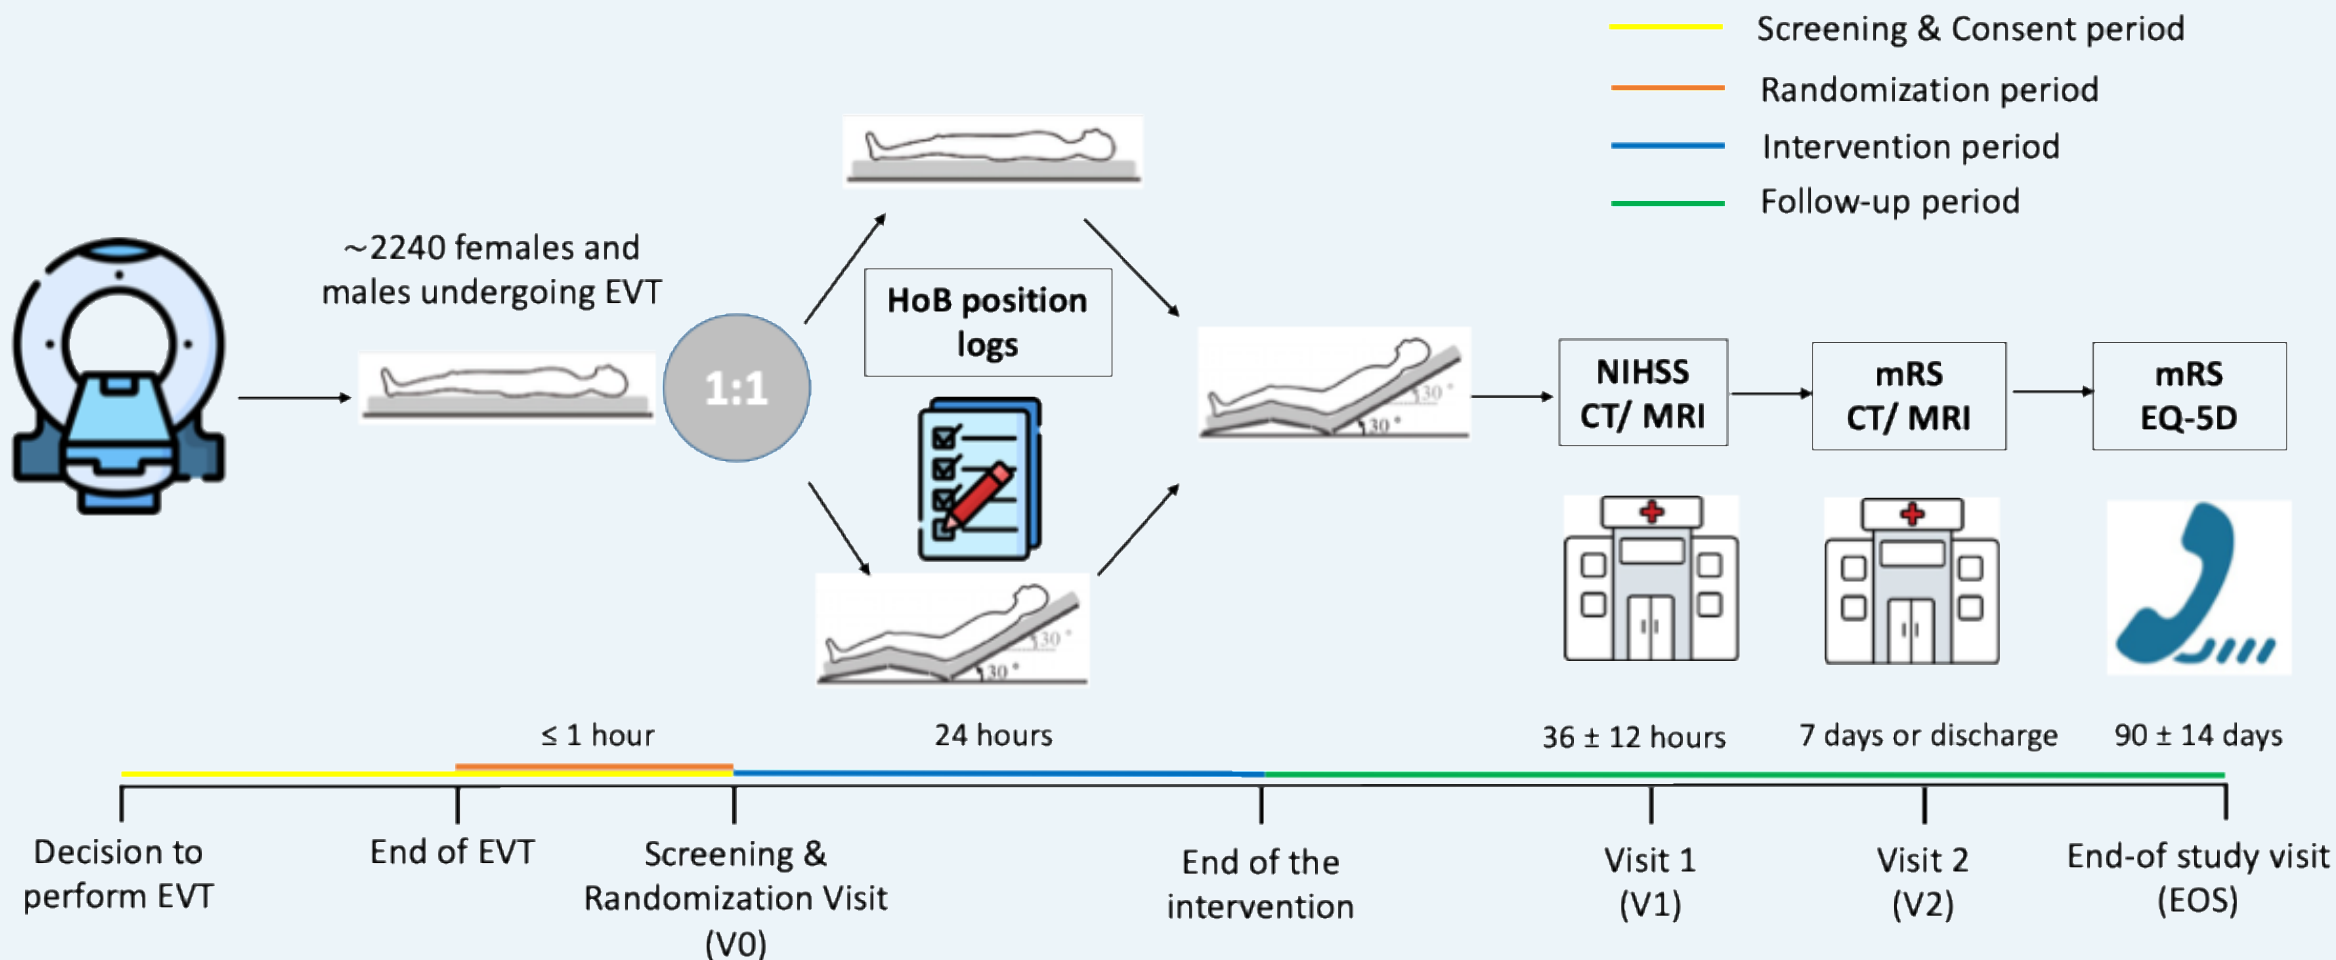 Screening & Consent period
Randomization period
Intervention period
Follow-up period
~2240 females and
males undergoing EVT
1:1
HoB position
logs
30°
30°
30°
30°
NIHSS
CT/ MRI
mRS
CT/ MRI
mRS
EQ-5D
≤ 1 hour
24 hours
36 ± 12 hours
7 days or discharge
90 ± 14 days
Decision to
perform EVT
End of EVT
Screening &
Randomization Visit
(V0)
End of the
intervention
Visit 1
(V1)
Visit 2
(V2)
End-of study visit
(EOS)